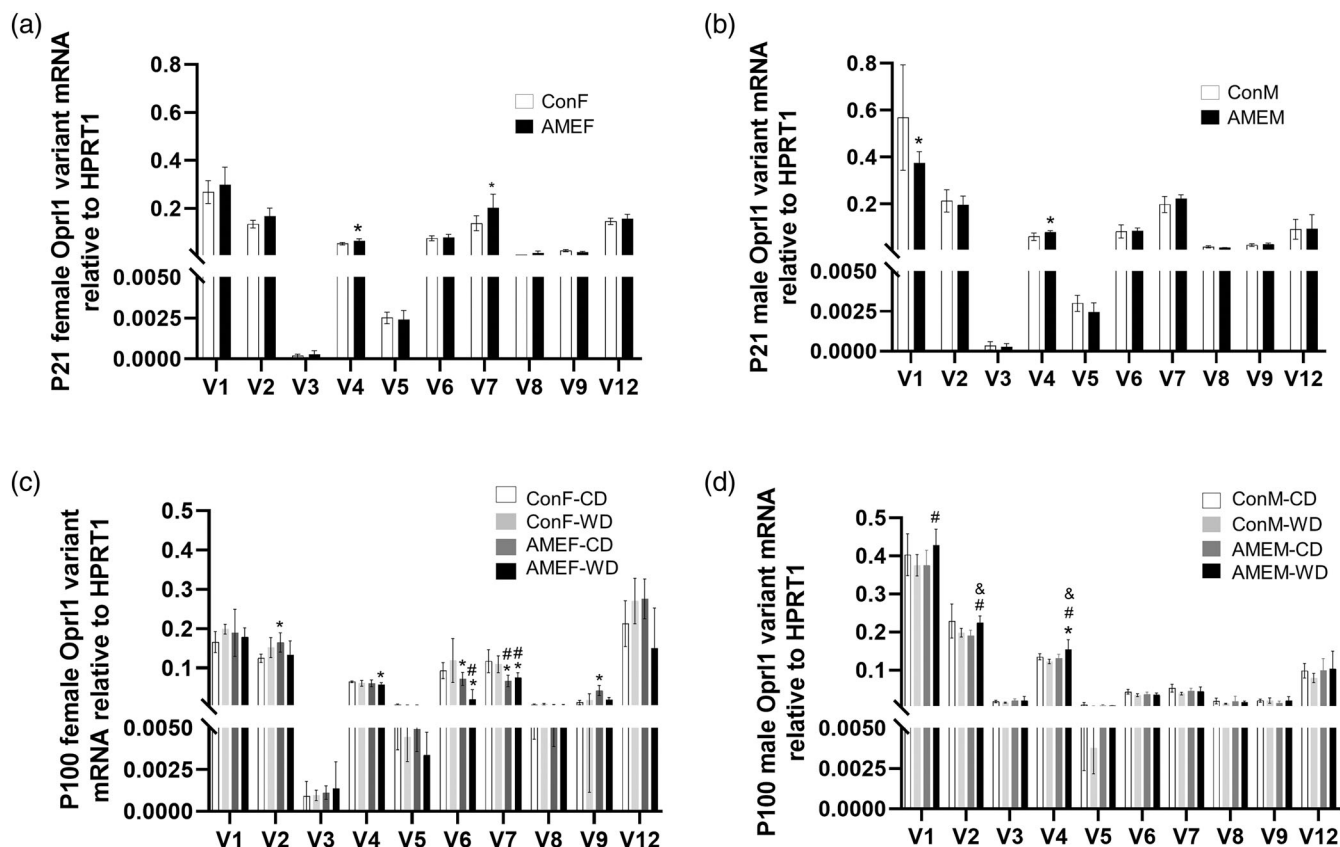 (a)
P21 female Oprl1 variant mRNA
relative to HPRT1
0.8
0.6
0.4
0.2
0.0050
0.0025
0.0000
ConF
AMEF
*
*
V1 V2 V3 V4 V5 V6 V7 V8 V9 V12
(b)
P21 male Oprl1 variant mRNA
relative to HPRT1
0.8
0.6
0.4
0.2
0.0050
0.0025
0.0000
ConM
AMEM
*
*
V1 V2 V3 V4 V5 V6 V7 V8 V9 V12
(c)
P100 female Oprl1 variant
mRNA relative to HPRT1
0.5
0.4
0.3
0.2
0.1
0.0050
0.0025
0.0000
ConF-CD
ConF-WD
AMEF-CD
AMEF-WD
*
*
*
#
*
#
*
#
*
*
V1 V2 V3 V4 V5 V6 V7 V8 V9 V12
(d)
P100 male Oprl1 variant mRNA
relative to HPRT1
0.5
0.4
0.3
0.2
0.1
0.0050
0.0025
0.0000
ConM-CD
ConM-WD
AMEM-CD
AMEM-WD
#
&
#
&
#
*
V1 V2 V3 V4 V5 V6 V7 V8 V9 V12